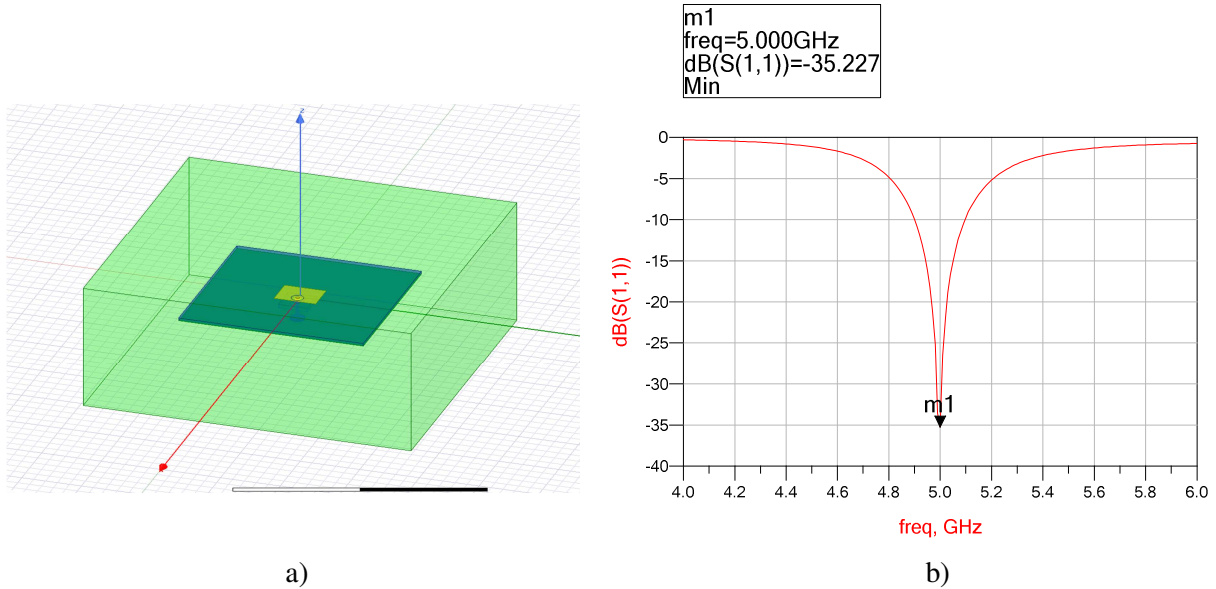 z
m1
freq=5.000GHz
dB(S(1,1))=-35.227
Min
0
-5
-10
-15
-20
-25
-30
-35
-40
dB(S(1,1))
m1
4.0 4.2 4.4 4.6 4.8 5.0 5.2 5.4 5.6 5.8 6.0
freq, GHz
a)
b)